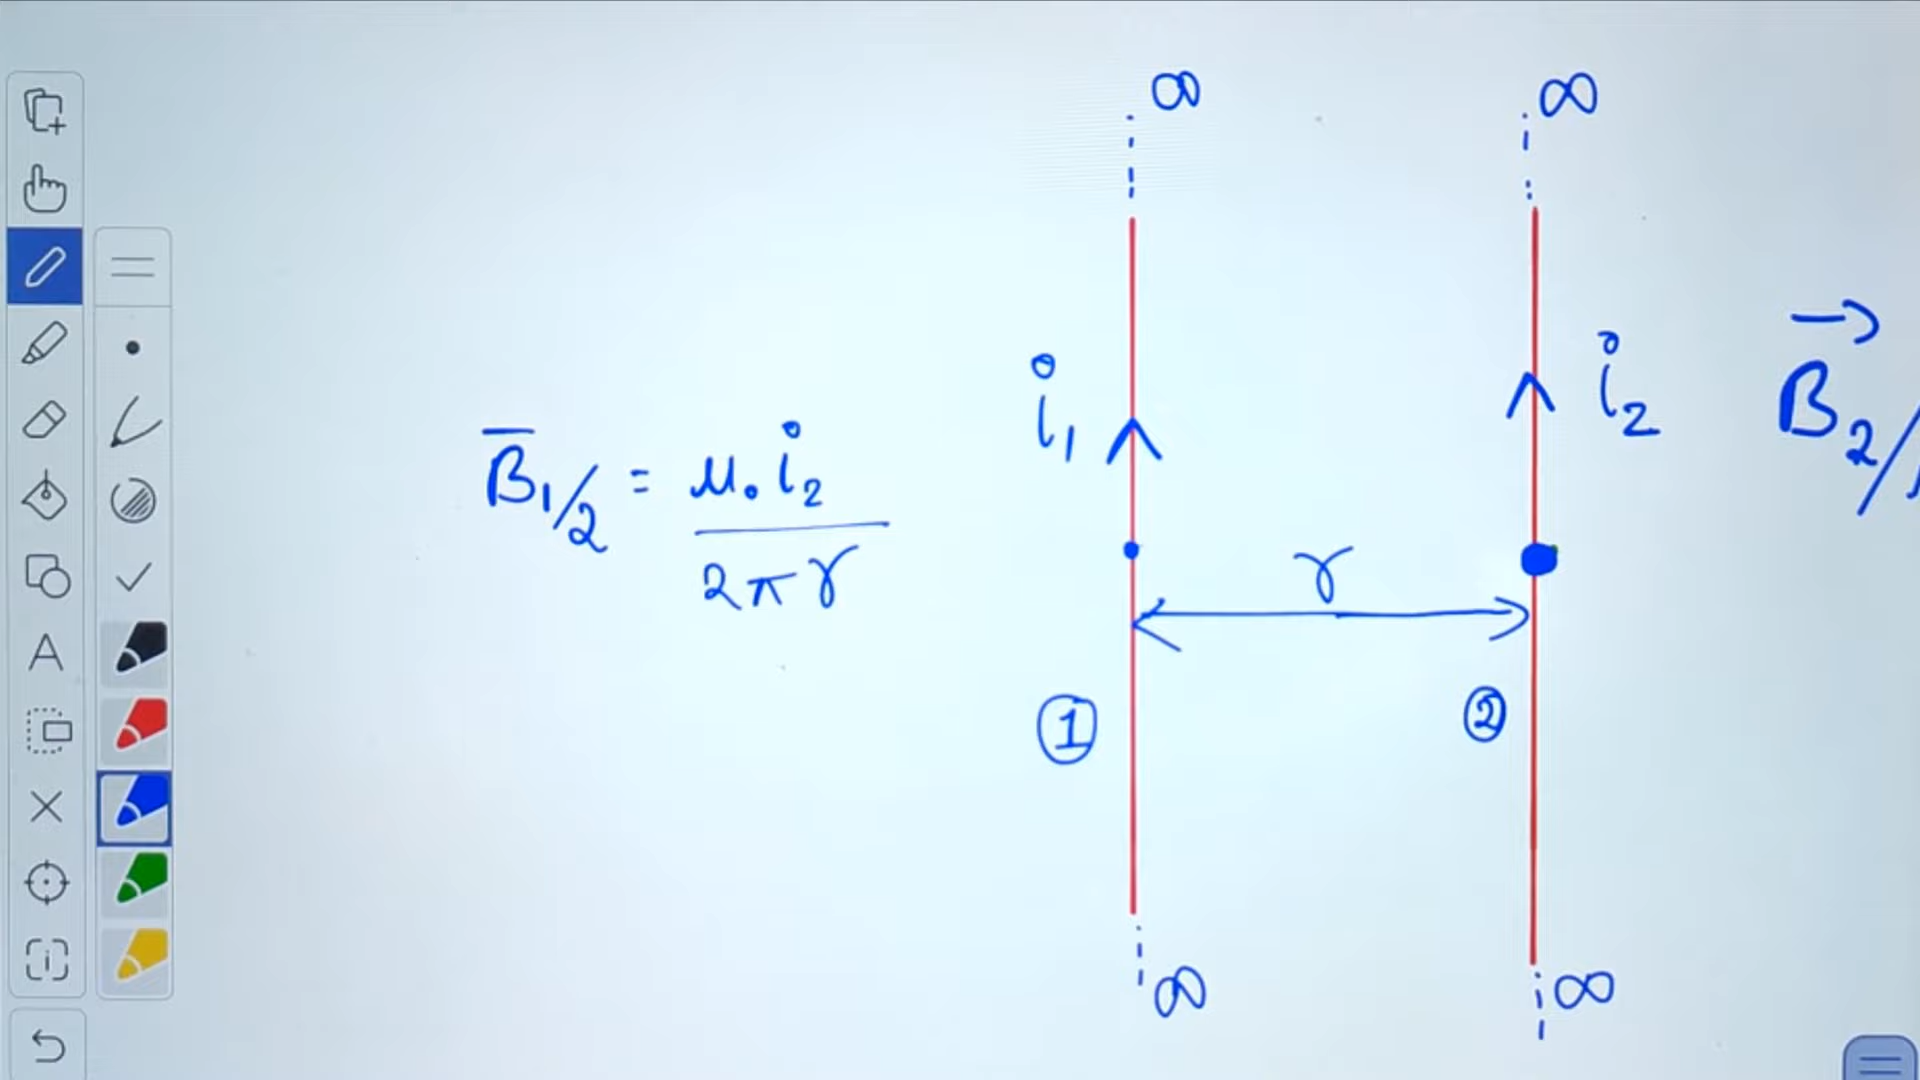 ∞ ∞
i₁ i₂
B̅₁/₂ = μ₀ i₂ / 2πr
B⃗₂/
r
① ②
∞ ∞
A